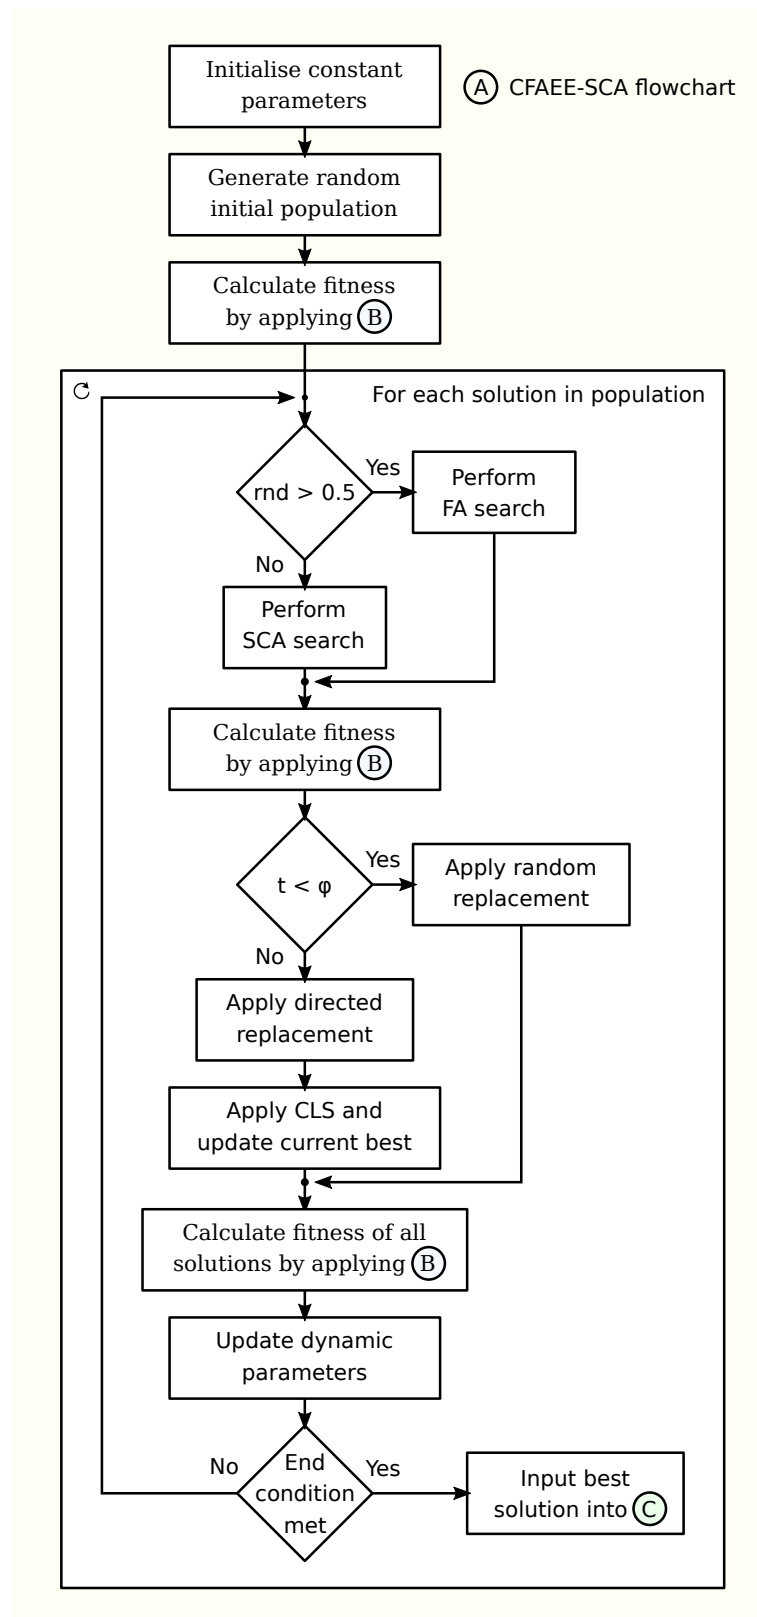 Initialise constant
parameters
A CFAEE-SCA flowchart
Generate random
initial population
Calculate fitness
by applying B
For each solution in population
rnd > 0.5
Yes
Perform
FA search
No
Perform
SCA search
Calculate fitness
by applying B
t < φ
Yes
Apply random
replacement
No
Apply directed
replacement
Apply CLS and
update current best
Calculate fitness of all
solutions by applying B
Update dynamic
parameters
No
End
condition
met
Yes
Input best
solution into C